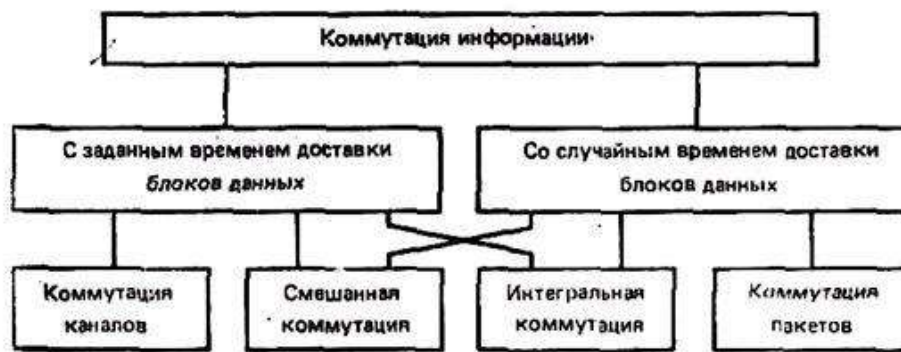 Коммутация информации
С заданным временем доставки
блоков данных
Со случайным временем доставки
блоков данных
Коммутация
каналов
Смешанная
коммутация
Интегральная
коммутация
Коммутация
пакетов